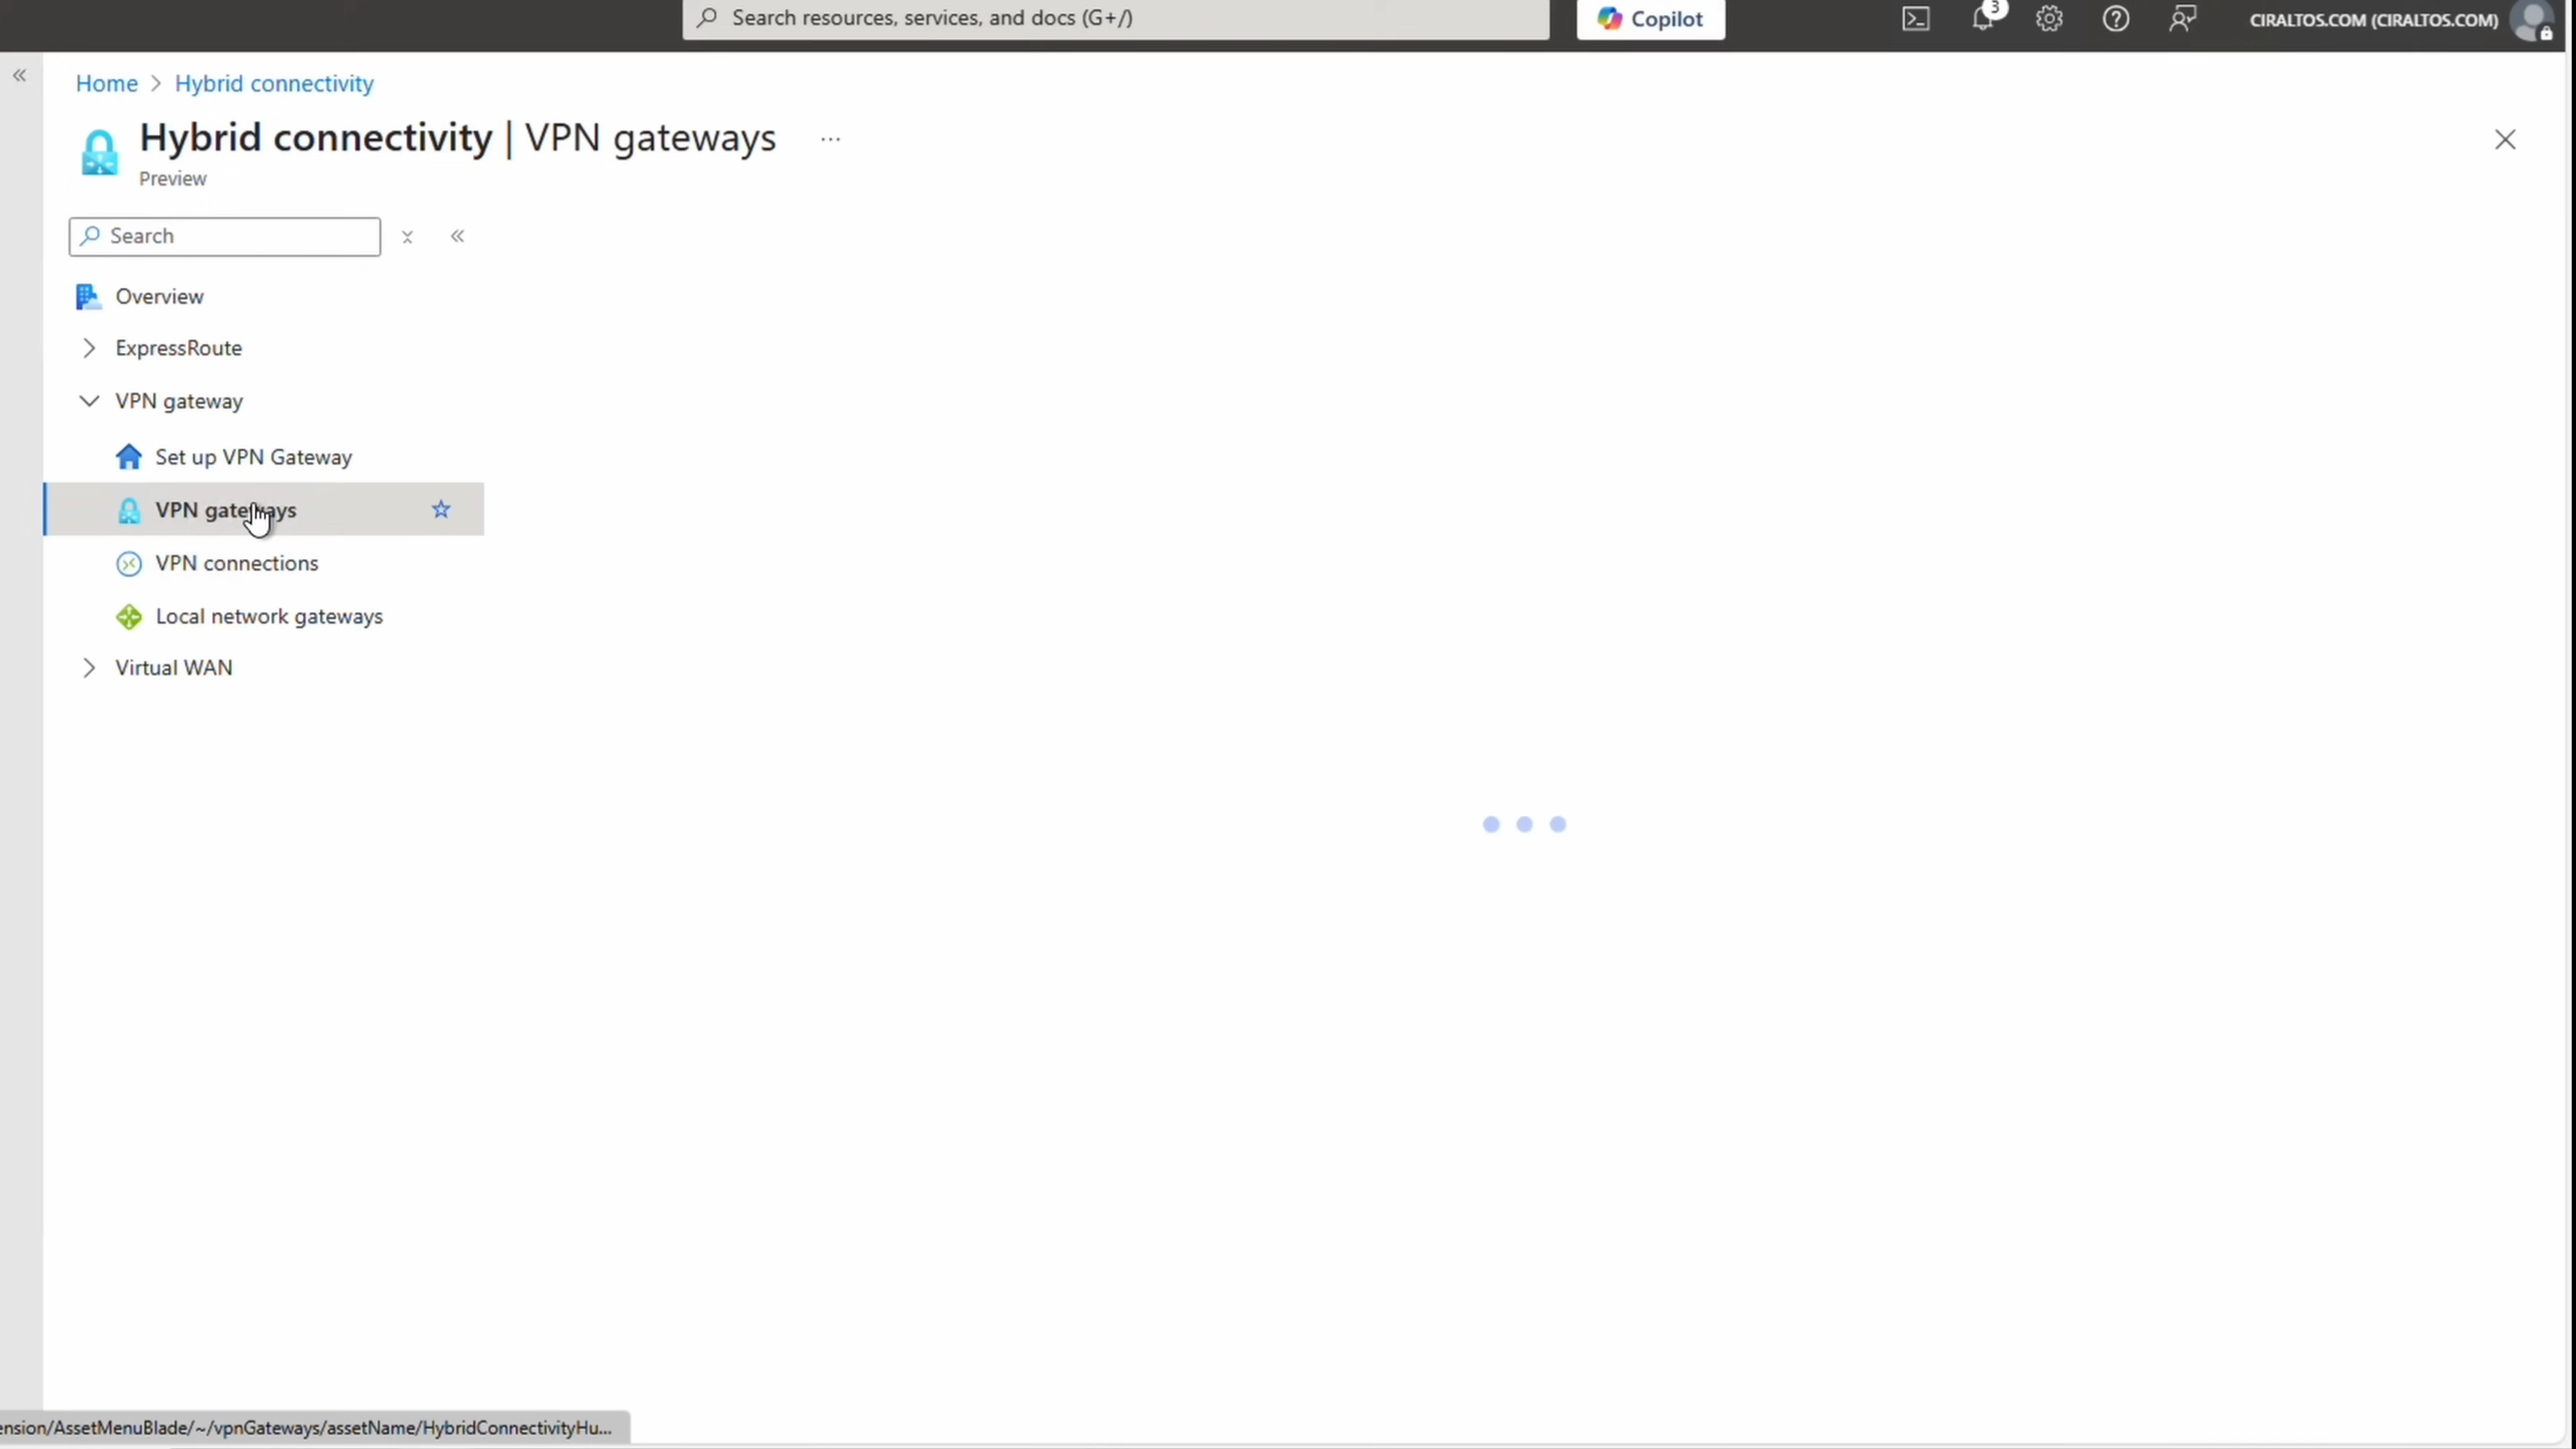 Search resources, services, and docs (G+/)
Copilot
3
CIRALTOS.COM (CIRALTOS.COM)
Home > Hybrid connectivity
Hybrid connectivity | VPN gateways ...
Preview
Search
Overview
ExpressRoute
VPN gateway
Set up VPN Gateway
VPN gateways
VPN connections
Local network gateways
Virtual WAN
ension/AssetMenuBlade/~/vpnGateways/assetName/HybridConnectivityHu...